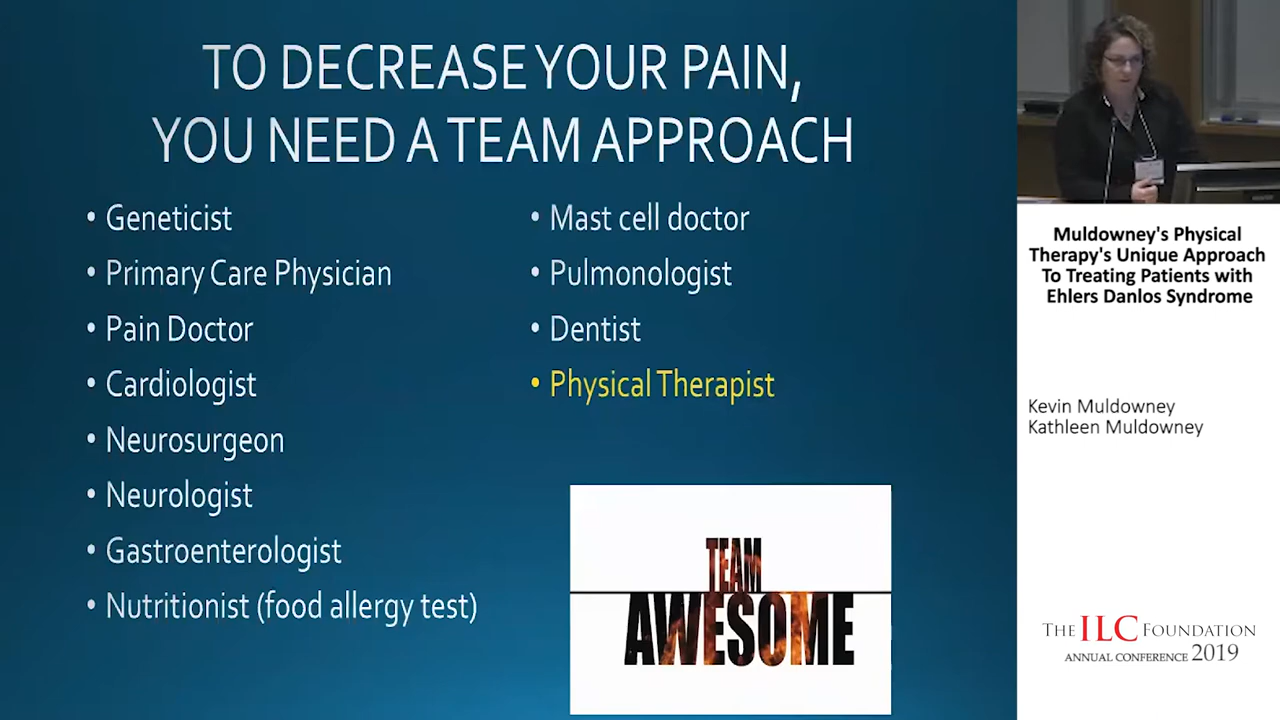 TO DECREASE YOUR PAIN,
YOU NEED A TEAM APPROACH
• Geneticist
• Primary Care Physician
• Pain Doctor
• Cardiologist
• Neurosurgeon
• Neurologist
• Gastroenterologist
• Nutritionist (food allergy test)
• Mast cell doctor
• Pulmonologist
• Dentist
• Physical Therapist
TEAM
AWESOME
Muldowney's Physical
Therapy's Unique Approach
To Treating Patients with
Ehlers Danlos Syndrome
Kevin Muldowney
Kathleen Muldowney
THE ILC FOUNDATION
ANNUAL CONFERENCE 2019